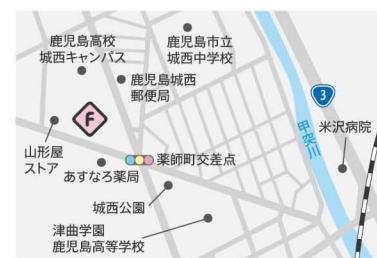 鹿児島高校
城西キャンパス
鹿児島市立
城西中学校
鹿児島城西
郵便局
3
F
甲突川
米沢病院
山形屋
ストア
あすなろ薬局
薬師町交差点
城西公園
津曲学園
鹿児島高等学校